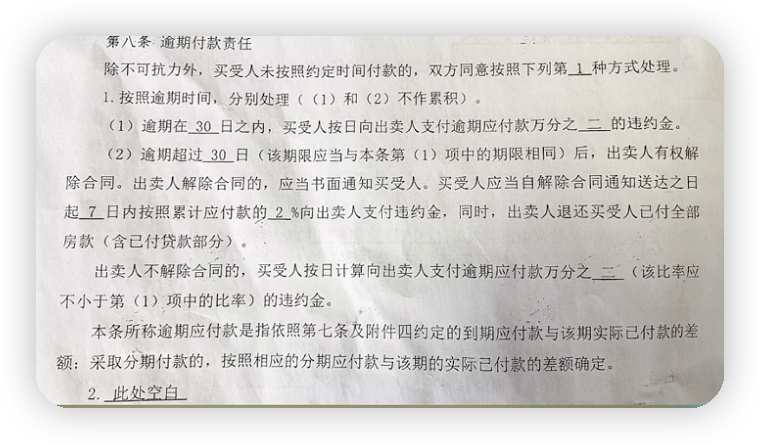 第八条 逾期付款责任
除不可抗力外，买受人未按照约定时间付款的，双方同意按照下列第 1 种方式处理。
1.按照逾期时间，分别处理（（1）和（2）不作累积）。
（1）逾期在 30 日之内，买受人按日向出卖人支付逾期应付款万分之 二 的违约金。
（2）逾期超过 30 日（该期限应当与本条第（1）项中的期限相同）后，出卖人有权解
除合同。出卖人解除合同的，应当书面通知买受人。买受人应当自解除合同通知送达之日
起 7 日内按照累计应付款的 2 %向出卖人支付违约金，同时，出卖人退还买受人已付全部
房款（含已付贷款部分）。
出卖人不解除合同的，买受人按日计算向出卖人支付逾期应付款万分之 二 （该比率应
不小于第（1）项中的比率）的违约金。
本条所称逾期应付款是指依照第七条及附件四约定的到期应付款与该期实际已付款的差
额；采取分期付款的，按照相应的分期应付款与该期的实际已付款的差额确定。
2. 此处空白